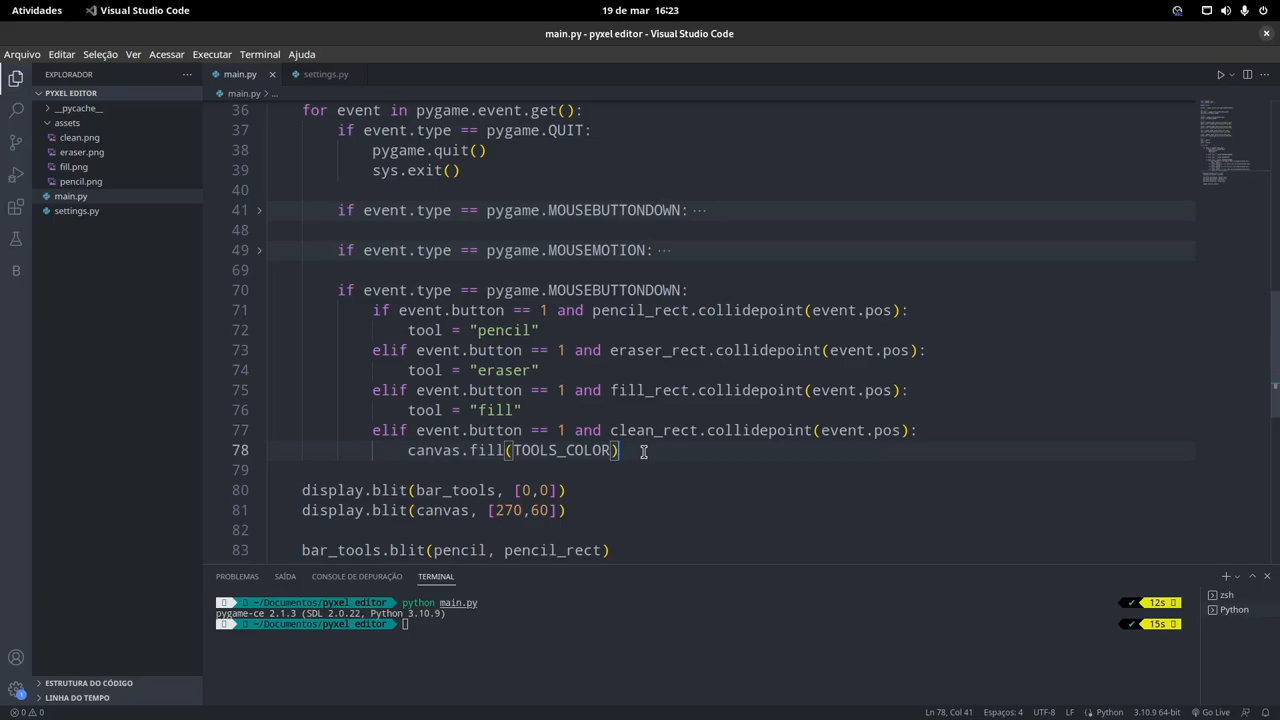 Atividades
Visual Studio Code
19 de mar 16:23
main.py - pyxel editor - Visual Studio Code
Arquivo Editar Seleção Ver Acessar Executar Terminal Ajuda
EXPLORADOR
main.py
settings.py
PYXEL EDITOR
main.py > ...
__pycache__
assets
clean.png
eraser.png
fill.png
pencil.png
main.py
settings.py
36 for event in pygame.event.get():
37 if event.type == pygame.QUIT:
38 pygame.quit()
39 sys.exit()
40
41 if event.type == pygame.MOUSEBUTTONDOWN: ...
48
49 if event.type == pygame.MOUSEMOTION: ...
69
70 if event.type == pygame.MOUSEBUTTONDOWN:
71 if event.button == 1 and pencil_rect.collidepoint(event.pos):
72 tool = "pencil"
73 elif event.button == 1 and eraser_rect.collidepoint(event.pos):
74 tool = "eraser"
75 elif event.button == 1 and fill_rect.collidepoint(event.pos):
76 tool = "fill"
77 elif event.button == 1 and clean_rect.collidepoint(event.pos):
78 canvas.fill(TOOLS_COLOR)
79
80 display.blit(bar_tools, [0,0])
81 display.blit(canvas, [270,60])
82
83 bar_tools.blit(pencil, pencil_rect)
PROBLEMAS SAÍDA CONSOLE DE DEPURAÇÃO TERMINAL
~/Documentos/pyxel editor python main.py ✓ 12s
pygame-ce 2.1.3 (SDL 2.0.22, Python 3.10.9)
~/Documentos/pyxel editor ✓ 15s
zsh
Python
ESTRUTURA DO CÓDIGO
LINHA DO TEMPO
1
0 0 Ln 78, Col 41 Espaços: 4 UTF-8 LF Python 3.10.9 64-bit Go Live